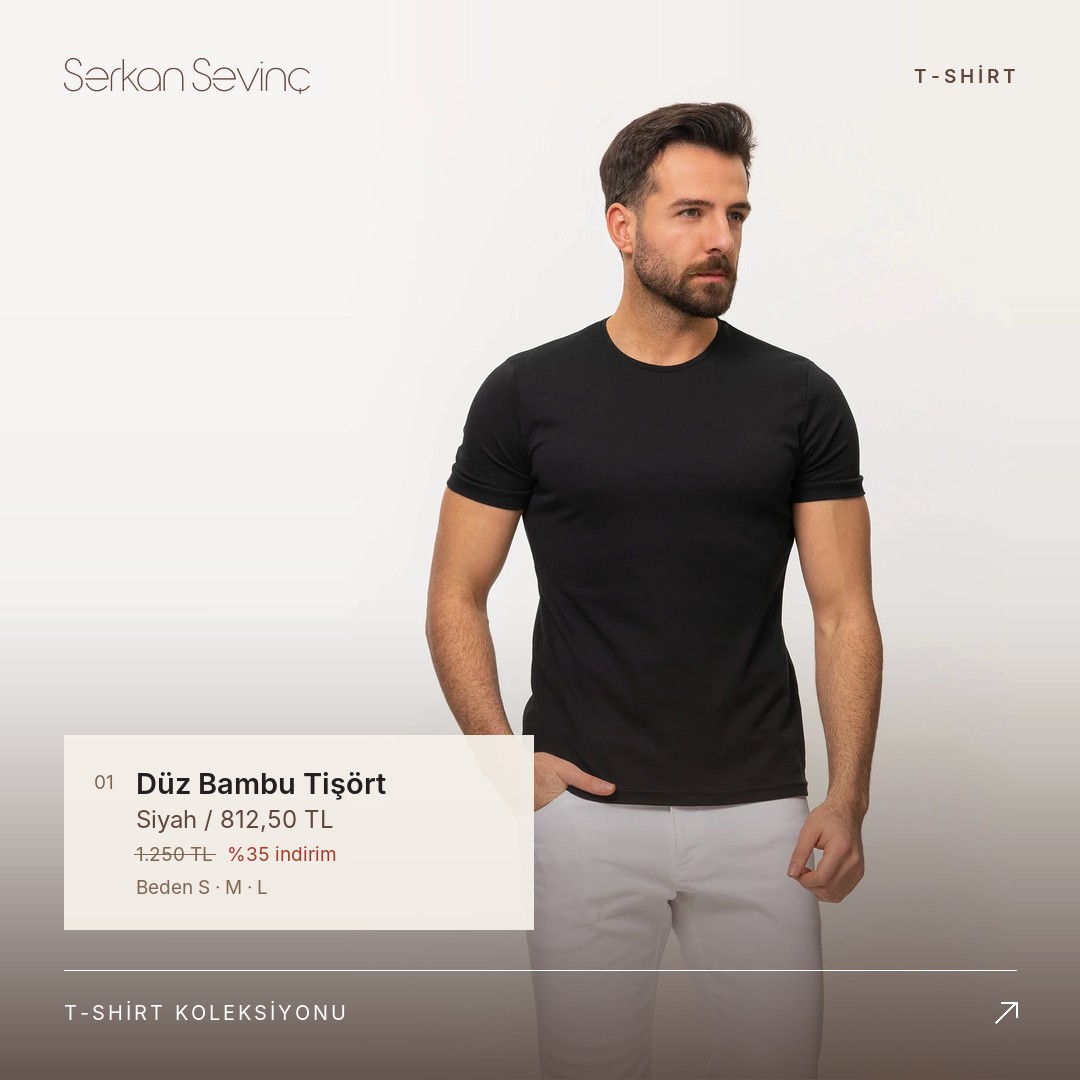 Serkan Sevinç
T-SHİRT
01
Düz Bambu Tişört
Siyah / 812,50 TL
1.250 TL %35 indirim
Beden S · M · L
T-SHİRT KOLEKSİYONU